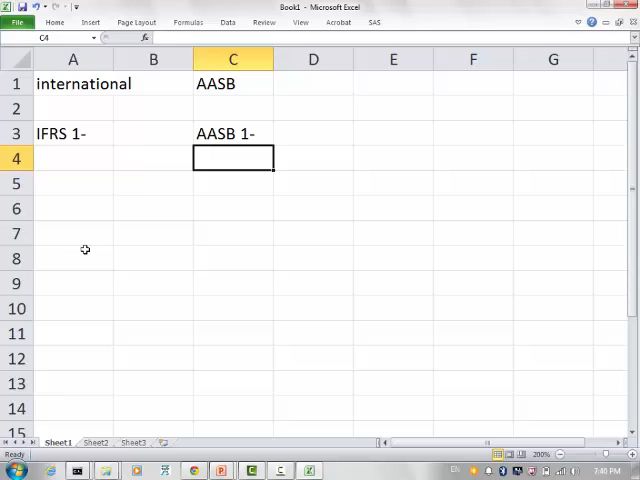 Book1 - Microsoft Excel
File Home Insert Page Layout Formulas Data Review View Acrobat SAS
C4 fx
A B C D E F G
1 international AASB
2
3 IFRS 1- AASB 1-
4
5
6
7
8
9
10
11
12
13
14
15
Sheet1 Sheet2 Sheet3
Ready 200%
EN 7:40 PM